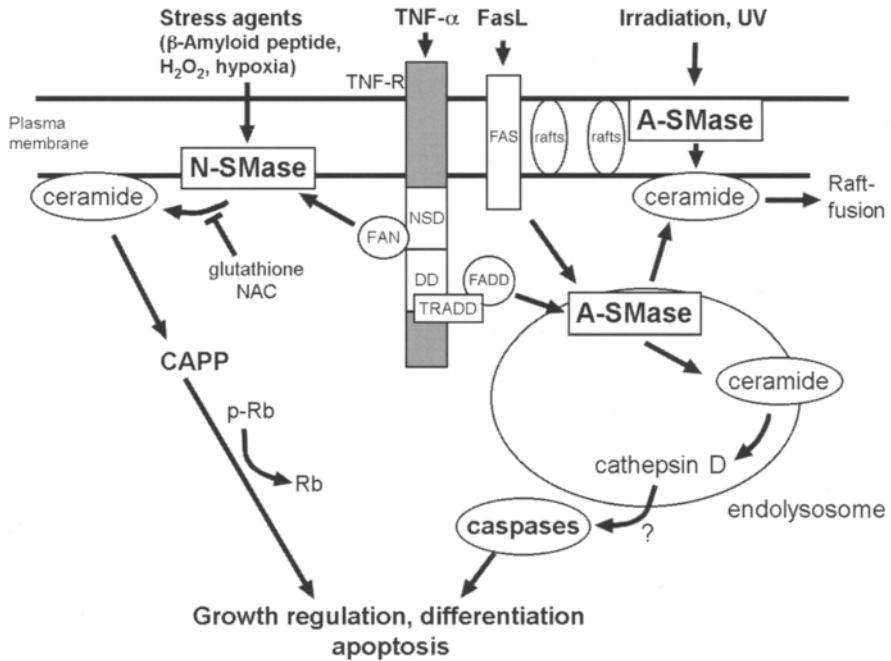 Stress agents
(β-Amyloid peptide,
H₂O₂, hypoxia)
TNF-α
FasL
Irradiation, UV
TNF-R
Plasma
membrane
FAS
rafts
rafts
A-SMase
N-SMase
ceramide
ceramide
Raft-
fusion
NSD
FAN
glutathione
NAC
DD
FADD
TRADD
A-SMase
CAPP
ceramide
p-Rb
Rb
cathepsin D
endolysosome
caspases
?
Growth regulation, differentiation
apoptosis